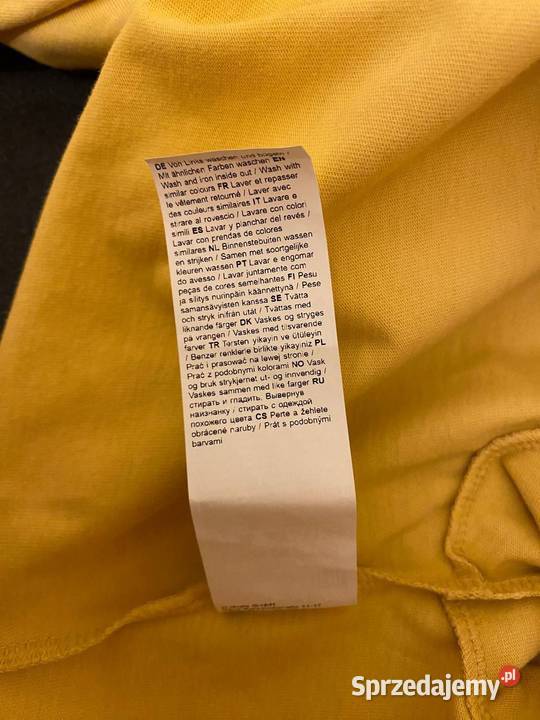 DE Von Links waschen und bügeln /
Mit ähnlichen Farben waschen EN
Wash and iron inside out / Wash with
similar colours FR Laver et repasser
le vêtement retourné / Laver avec
des couleurs similaires IT Lavare e
stirare al rovescio / Lavare con colori
simili ES Lavar y planchar del revés /
Lavar con prendas de colores
similares NL Binnenstebuiten wassen
en strijken / Samen met soortgelijke
kleuren wassen PT Lavar e engomar
do avesso / Lavar juntamente com
peças de cores semelhantes FI Pesu
ja silitys nurinpäin käännettynä / Pese
samansävyisten kanssa SE Tvätta
och stryk inifrån utåt / Tvättas med
liknande färger DK Vaskes og stryges
på vrangen / Vaskes med tilsvarende
farver TR Tersten yikayin ve ütüleyin
/ Benzer renklerle birlikte yikayiniz PL
Prać i prasować na lewej stronie /
Prać z podobnymi kolorami NO Vask
og bruk strykjernet ut- og innvendig /
Vaskes sammen med like farger RU
стирать и гладить, Вывернув
наизнанку / стирать с одеждой
похожего цвета CS Perte a žehlete
obrácené naruby / Prát s podobnými
barvami
Sprzedajemy.pl